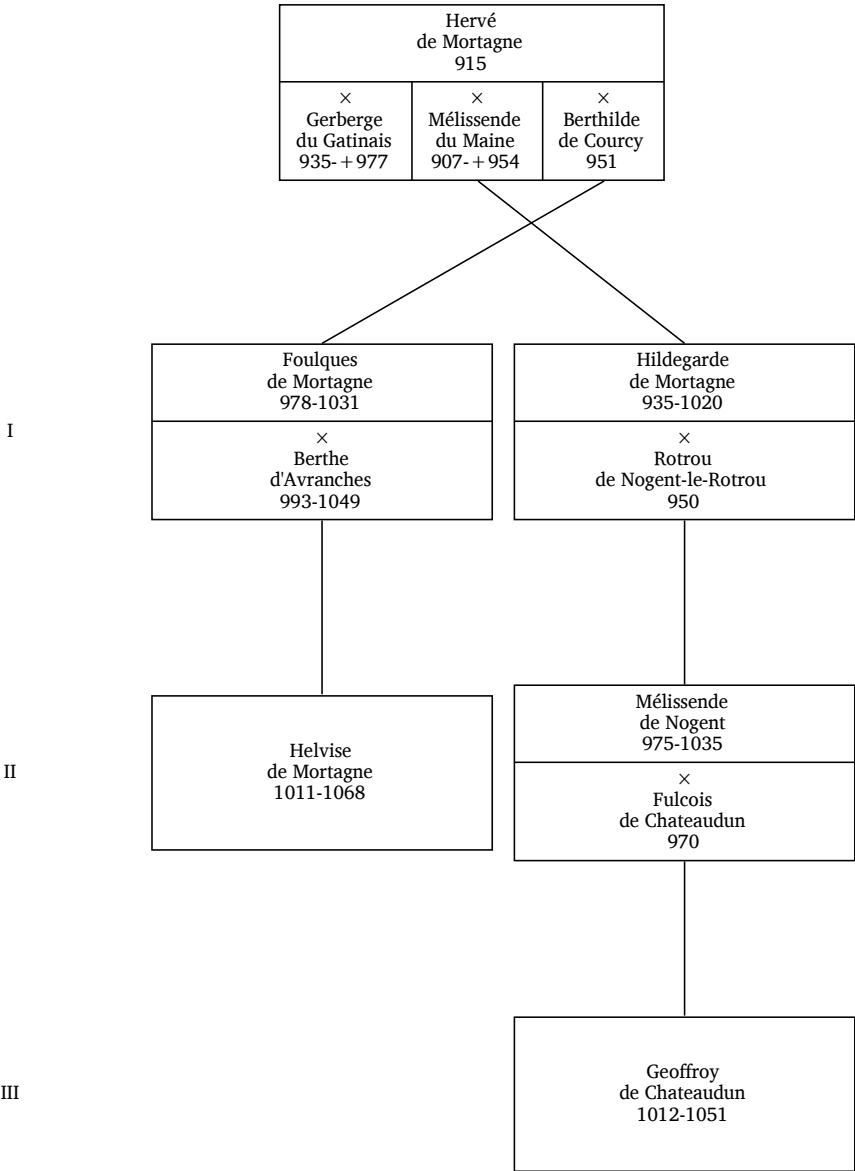 Hervé
de Mortagne
915
×
Gerberge
du Gatinais
935-+977
×
Mélissende
du Maine
907-+954
×
Berthilde
de Courcy
951
I
Foulques
de Mortagne
978-1031
×
Berthe
d'Avranches
993-1049
Hildegarde
de Mortagne
935-1020
×
Rotrou
de Nogent-le-Rotrou
950
II
Helvise
de Mortagne
1011-1068
Mélissende
de Nogent
975-1035
×
Fulcois
de Chateaudun
970
III
Geoffroy
de Chateaudun
1012-1051